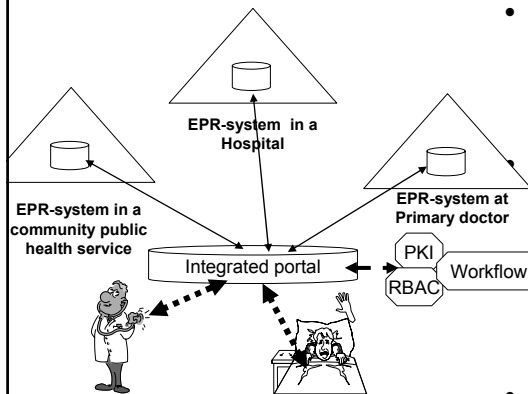 EPR-system in a
Hospital
EPR-system in a
community public
health service
EPR-system at
Primary doctor
Integrated portal
PKI
RBAC
Workflow